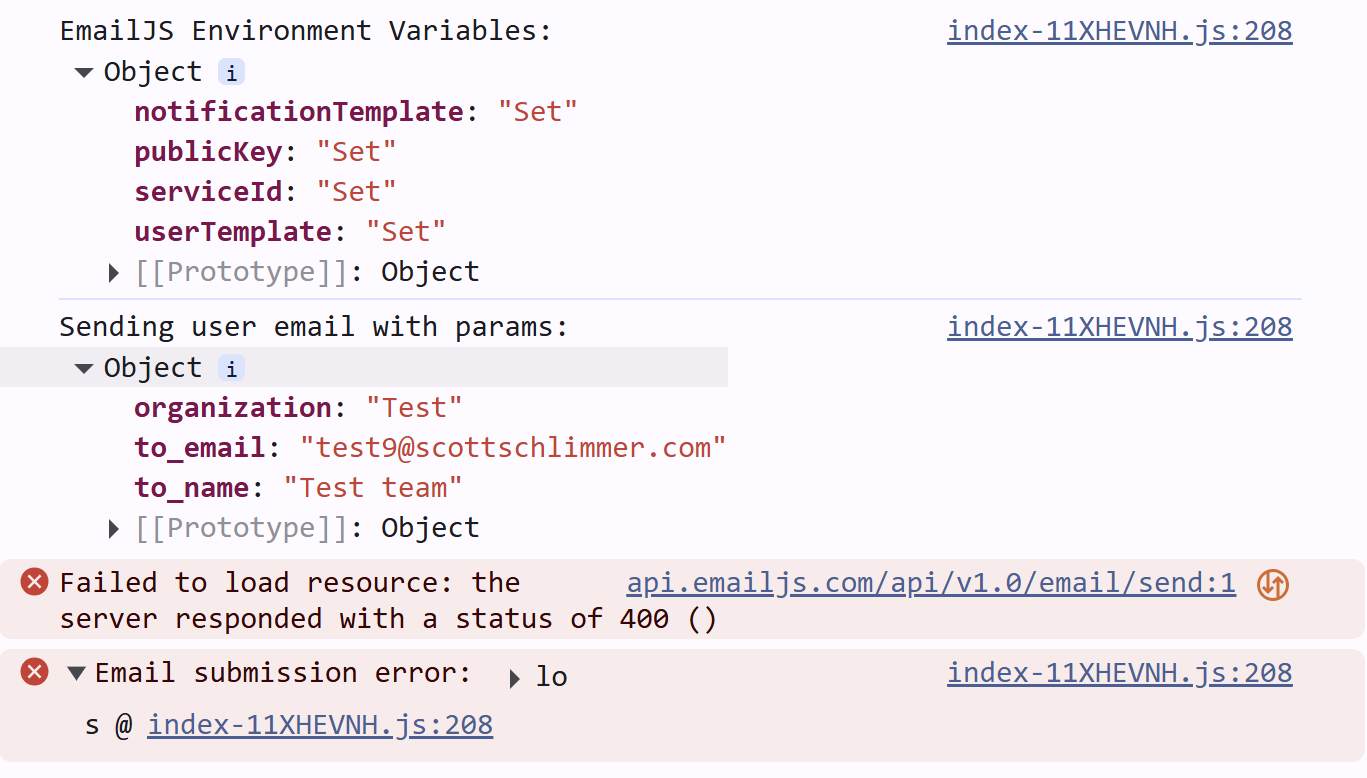 EmailJS Environment Variables: index-11XHEVNH.js:208
Object i
notificationTemplate: "Set"
publicKey: "Set"
serviceId: "Set"
userTemplate: "Set"
[[Prototype]]: Object
Sending user email with params: index-11XHEVNH.js:208
Object i
organization: "Test"
to_email: "test9@scottschlimmer.com"
to_name: "Test team"
[[Prototype]]: Object
Failed to load resource: the api.emailjs.com/api/v1.0/email/send:1
server responded with a status of 400 ()
Email submission error: lo index-11XHEVNH.js:208
s @ index-11XHEVNH.js:208